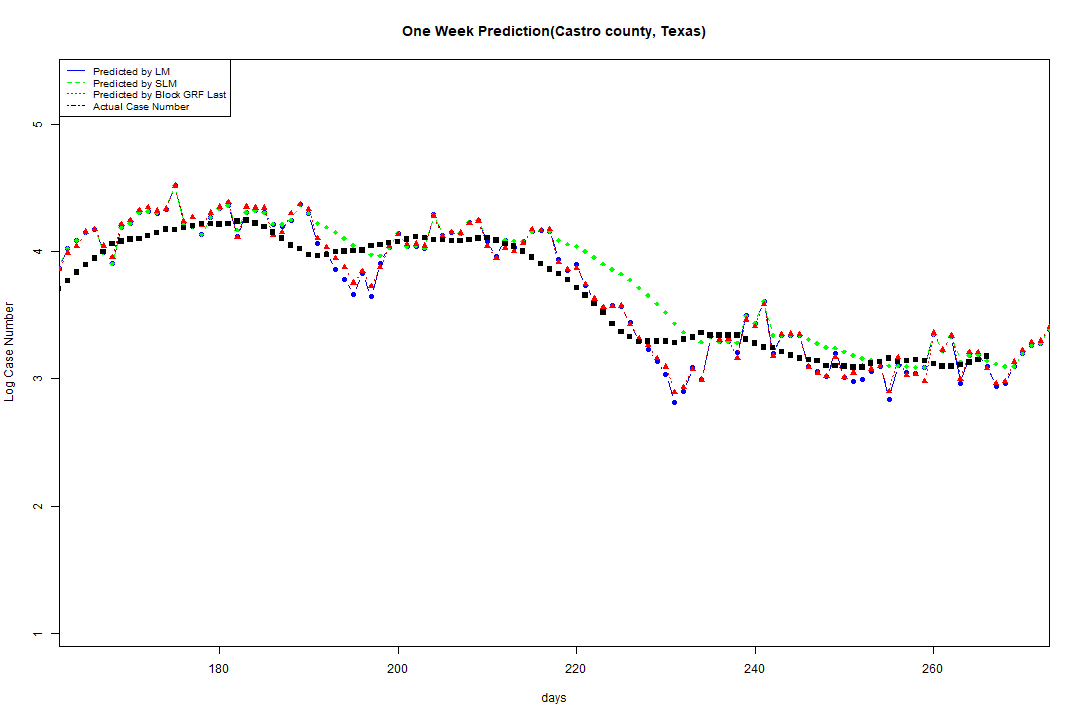 One Week Prediction(Castro county, Texas)
Predicted by LM
Predicted by SLM
Predicted by Block GRF Last
Actual Case Number
5
4
3
2
1
Log Case Number
180 200 220 240 260
days